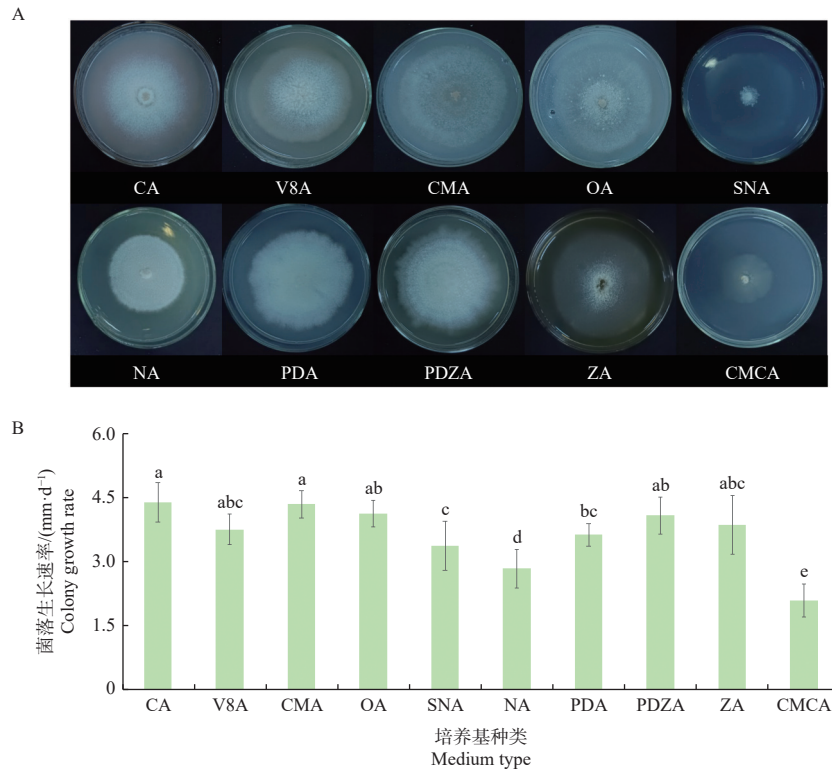 A
CA V8A CMA OA SNA
NA PDA PDZA ZA CMCA
B
菌落生长速率/(mm·d⁻¹)
Colony growth rate
6.0
4.5
3.0
1.5
0
a abc a ab c d bc ab abc e
CA V8A CMA OA SNA NA PDA PDZA ZA CMCA
培养基种类
Medium type